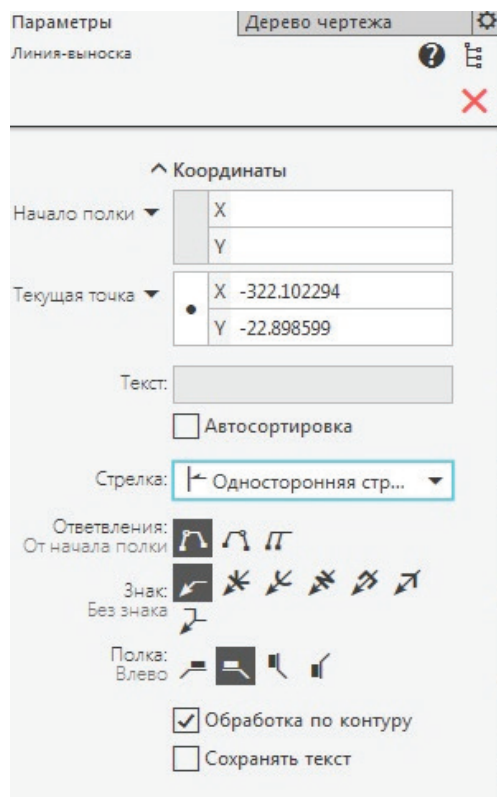 Параметры
Дерево чертежа
Линия-выноска
?
Координаты
Начало полки
X
Y
Текущая точка
X -322.102294
Y -22.898599
Текст:
Автосортировка
Стрелка:
Односторонняя стр...
Ответвления:
От начала полки
Знак:
Без знака
Полка:
Влево
Обработка по контуру
Сохранять текст